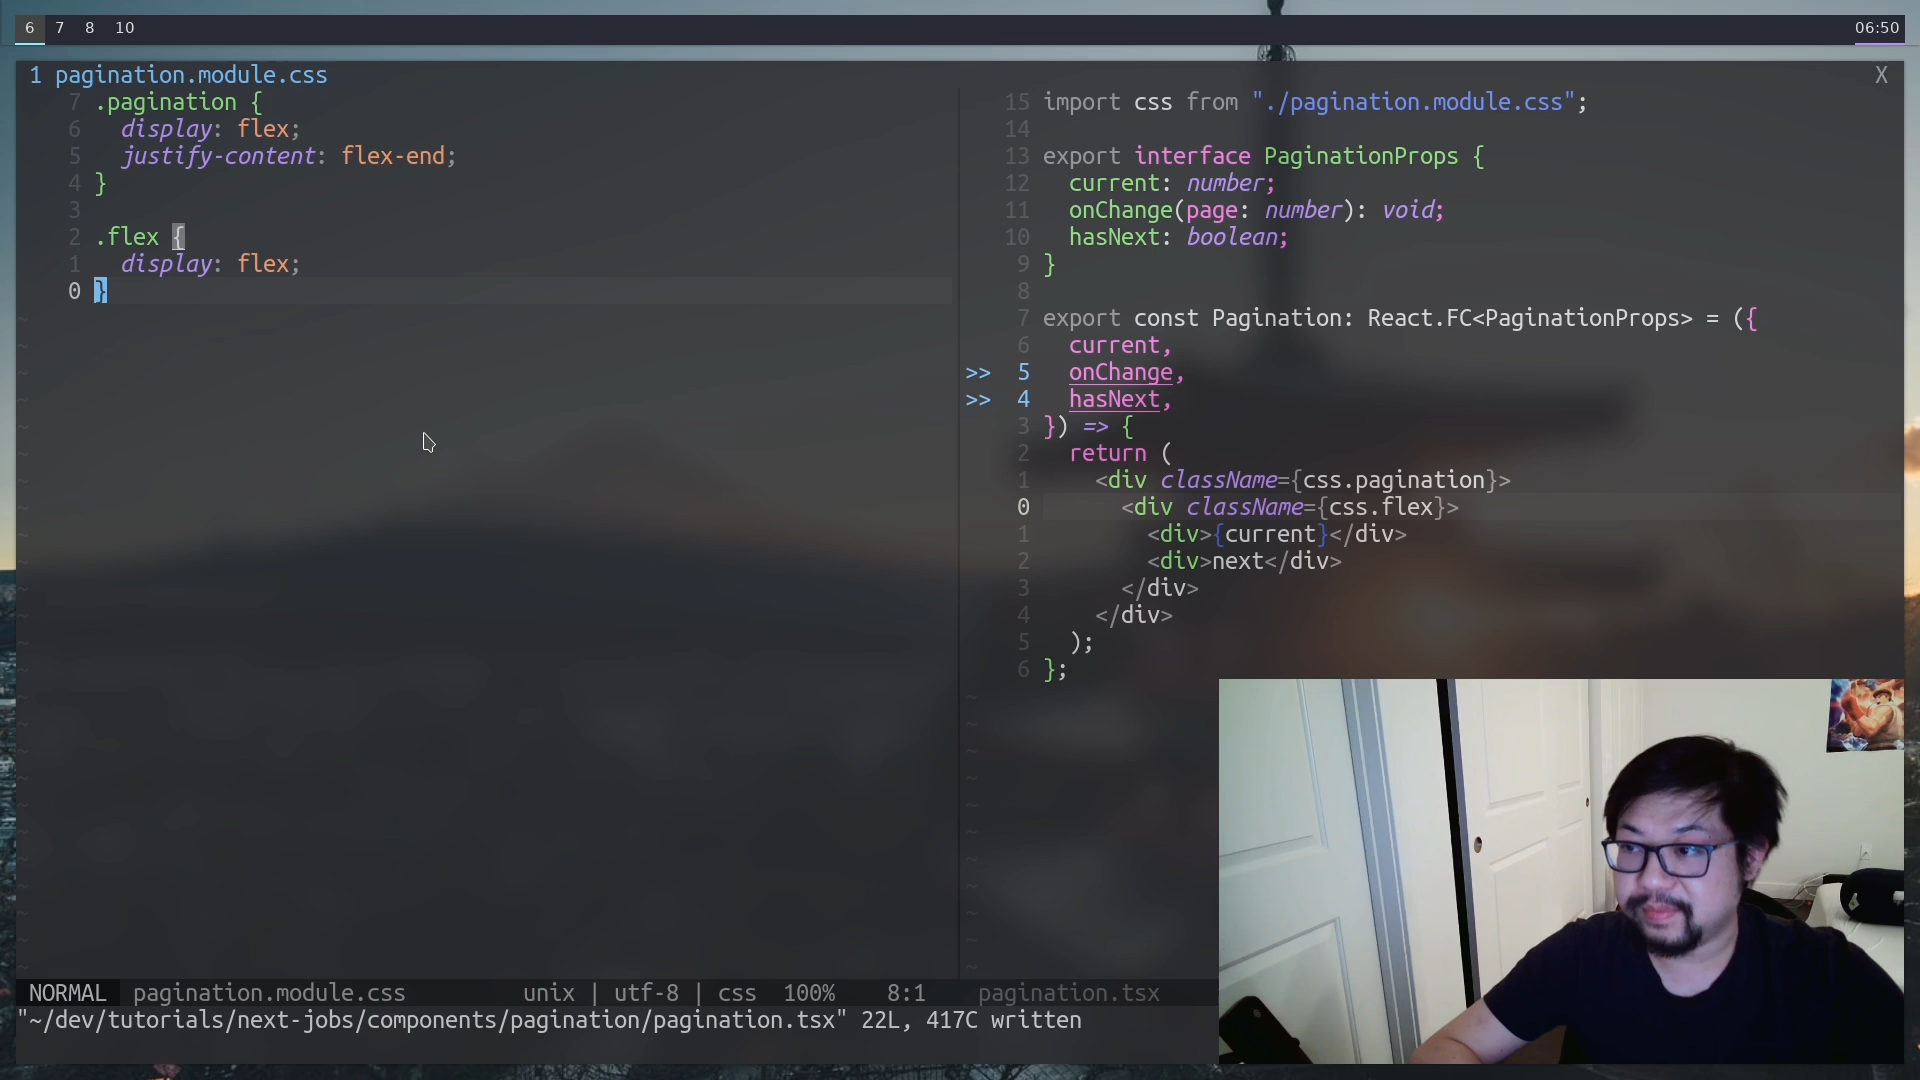 6 7 8 10
06:50
1 pagination.module.css
X
7 .pagination {
6 display: flex;
5 justify-content: flex-end;
4 }
3
2 .flex {
1 display: flex;
0 }
15 import css from "./pagination.module.css";
14
13 export interface PaginationProps {
12 current: number;
11 onChange(page: number): void;
10 hasNext: boolean;
9 }
8
7 export const Pagination: React.FC<PaginationProps> = ({
6 current,
>> 5 onChange,
>> 4 hasNext,
3 }) => {
2 return (
1 <div className={css.pagination}>
0 <div className={css.flex}>
1 <div>{current}</div>
2 <div>next</div>
3 </div>
4 </div>
5 );
6 };
NORMAL pagination.module.css unix | utf-8 | css 100% 8:1
pagination.tsx
"~/dev/tutorials/next-jobs/components/pagination/pagination.tsx" 22L, 417C written